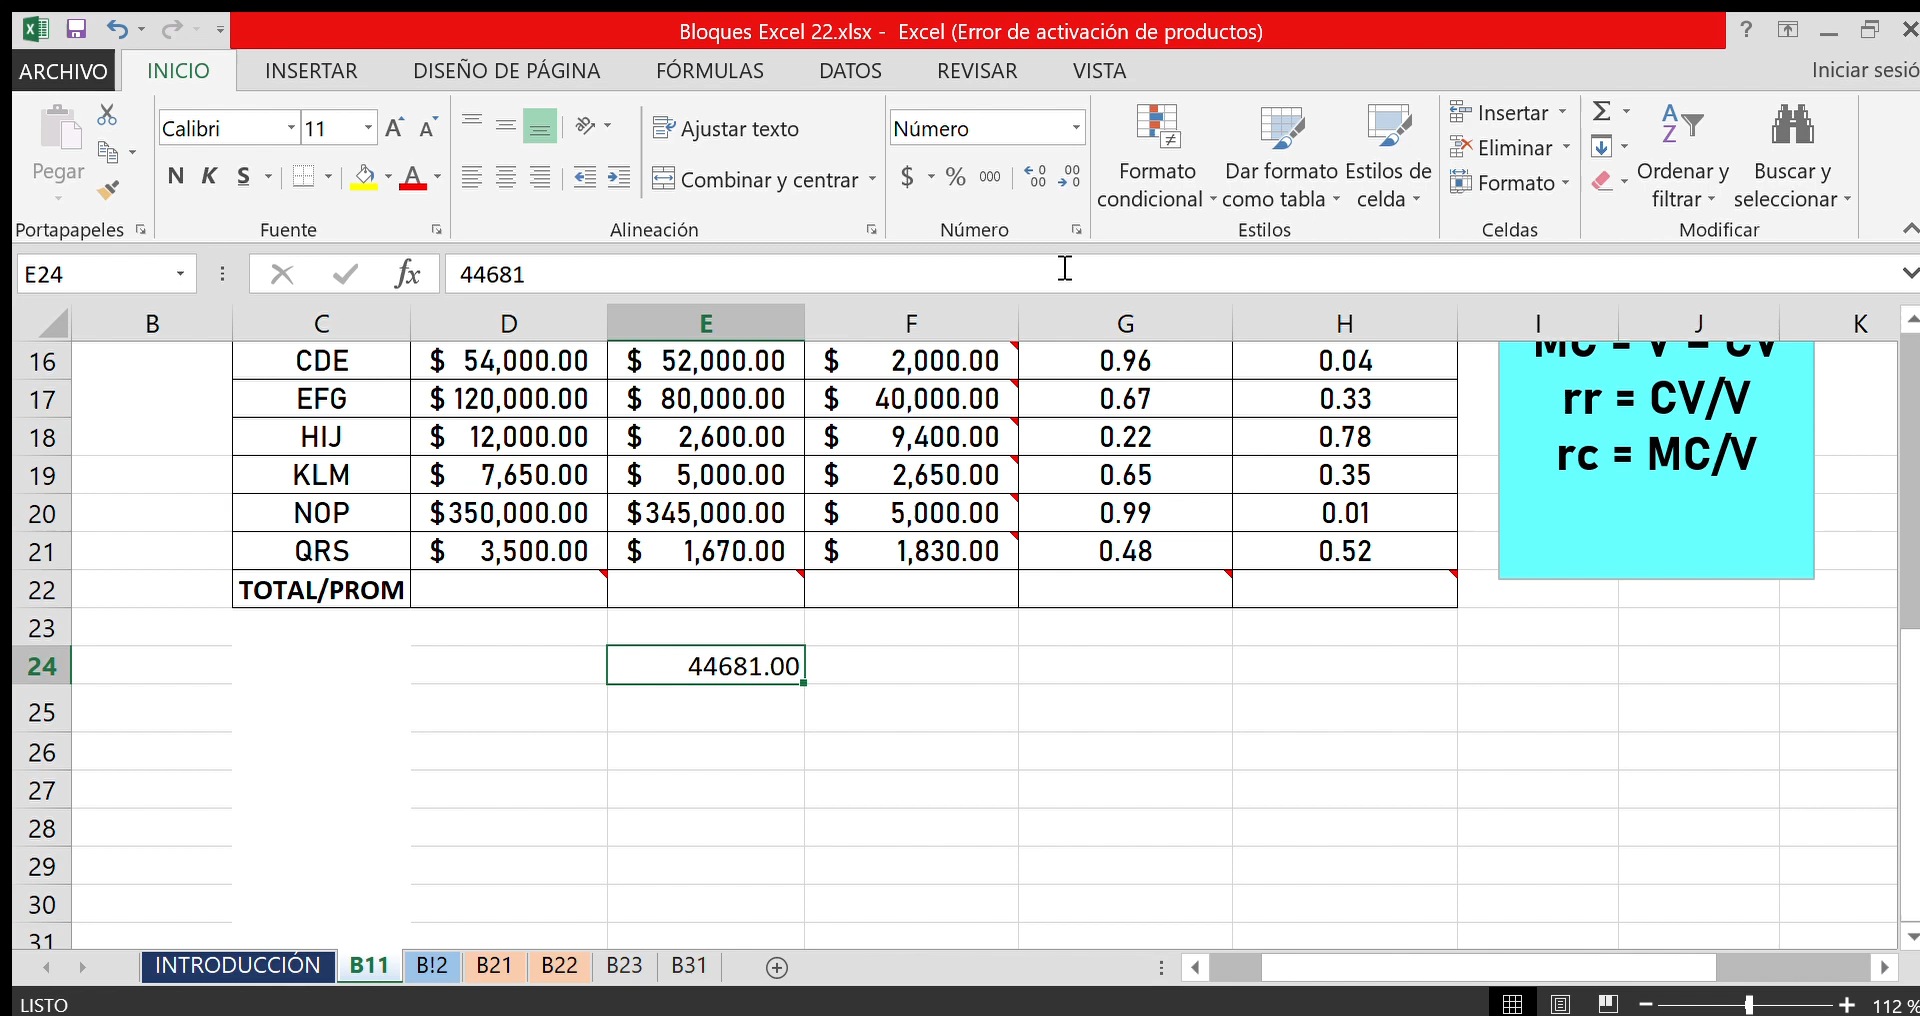 Bloques Excel 22.xlsx - Excel (Error de activación de productos)
?
ARCHIVO INICIO INSERTAR DISEÑO DE PÁGINA FÓRMULAS DATOS REVISAR VISTA Iniciar sesió
Pegar
Portapapeles
Calibri 11 A A
N K S A
Fuente
Ajustar texto
Combinar y centrar
Alineación
Número
$ % 000
Número
Formato condicional
Dar formato como tabla
Estilos de celda
Estilos
Insertar
Eliminar
Formato
Celdas
Σ
Ordenar y filtrar
Buscar y seleccionar
Modificar
E24 fx 44681
B C D E F G H I J K
16 CDE $ 54,000.00 $ 52,000.00 $ 2,000.00 0.96 0.04
17 EFG $ 120,000.00 $ 80,000.00 $ 40,000.00 0.67 0.33
18 HIJ $ 12,000.00 $ 2,600.00 $ 9,400.00 0.22 0.78
19 KLM $ 7,650.00 $ 5,000.00 $ 2,650.00 0.65 0.35
20 NOP $350,000.00 $345,000.00 $ 5,000.00 0.99 0.01
21 QRS $ 3,500.00 $ 1,670.00 $ 1,830.00 0.48 0.52
22 TOTAL/PROM
23
24 44681.00
25
26
27
28
29
30
31
MC = V – CV
rr = CV/V
rc = MC/V
INTRODUCCIÓN B11 B!2 B21 B22 B23 B31
LISTO 112 %